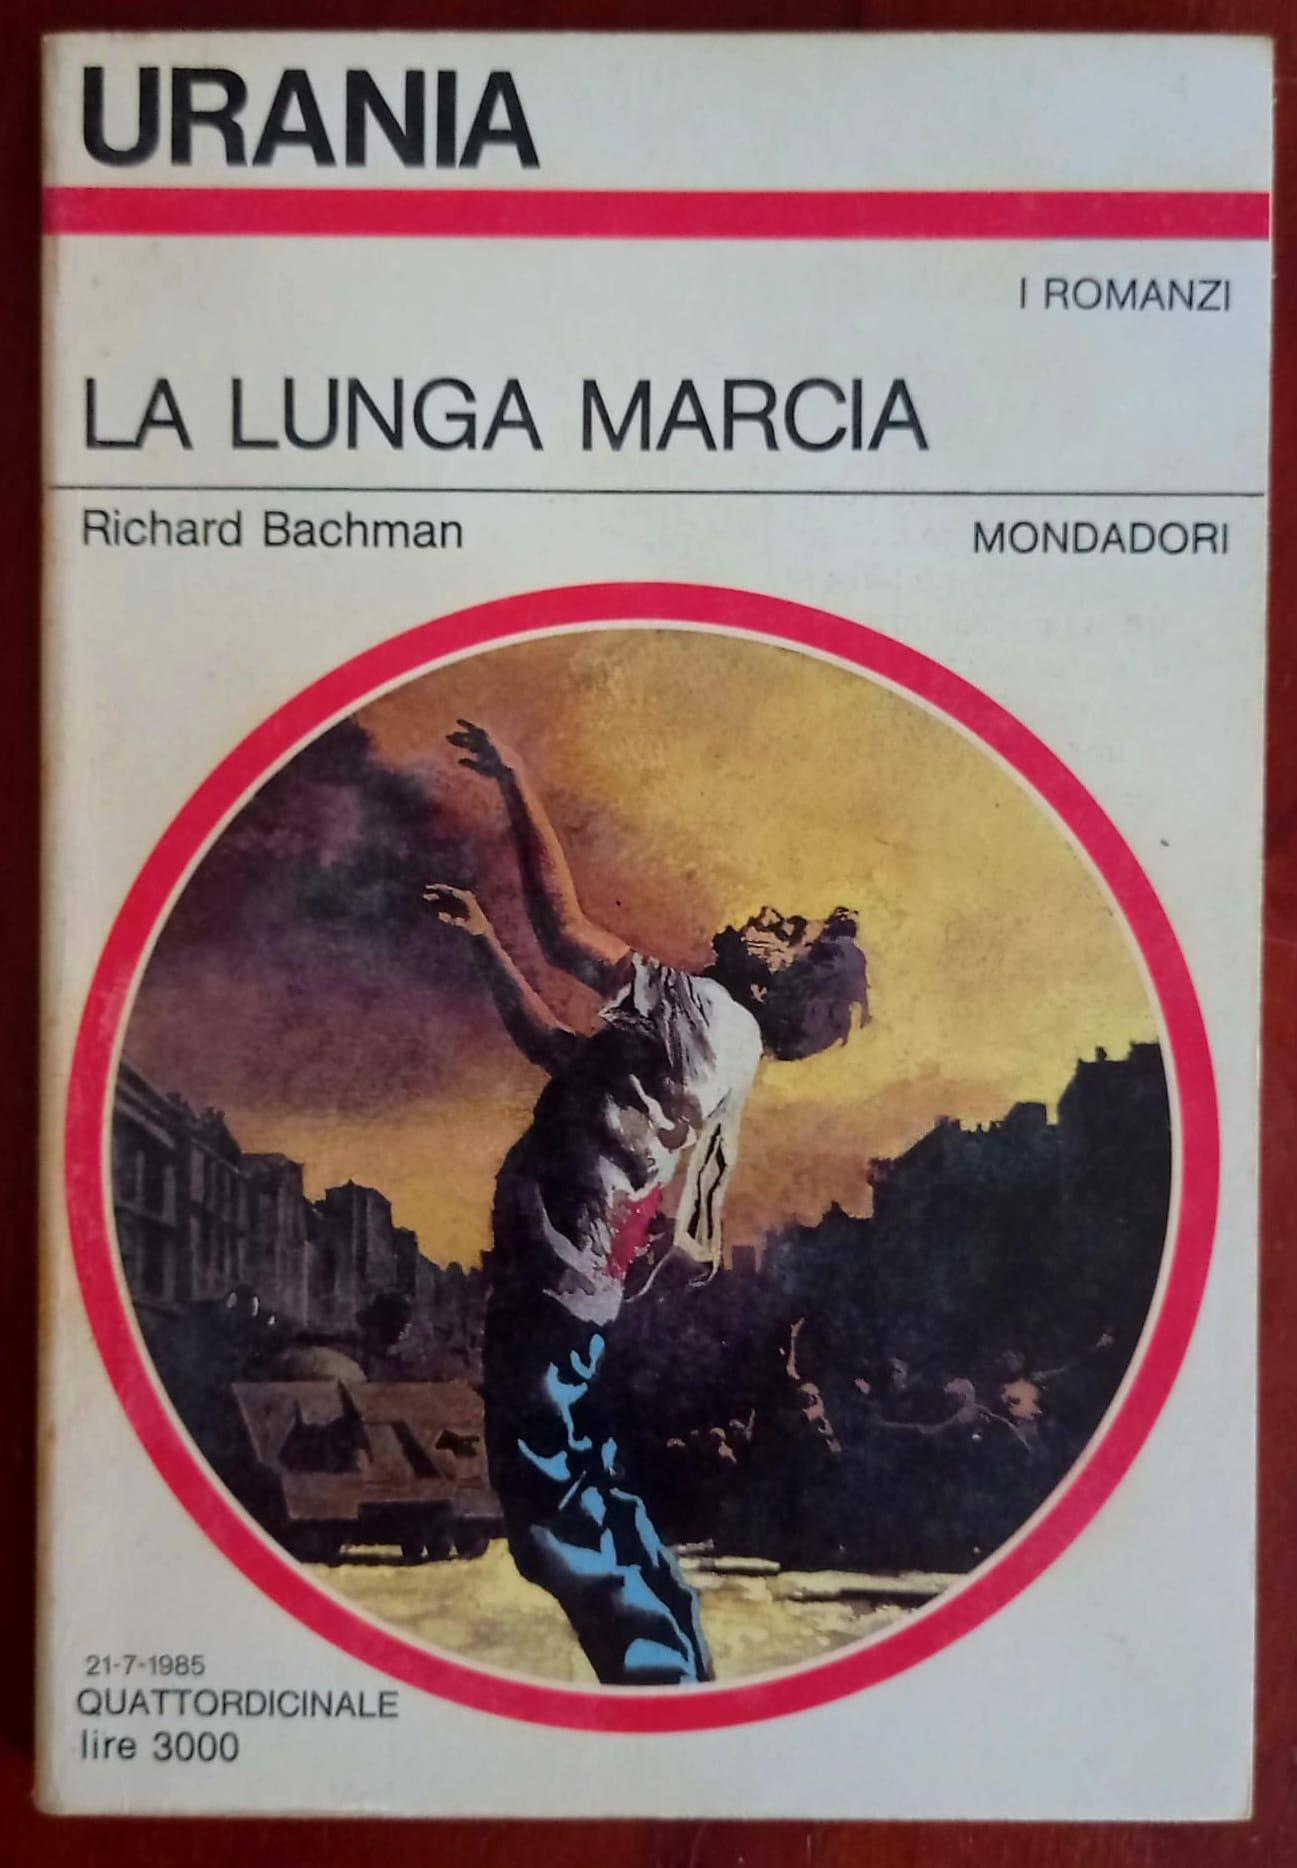 URANIA
I ROMANZI
LA LUNGA MARCIA
Richard Bachman
MONDADORI
21-7-1985
QUATTORDICINALE
lire 3000